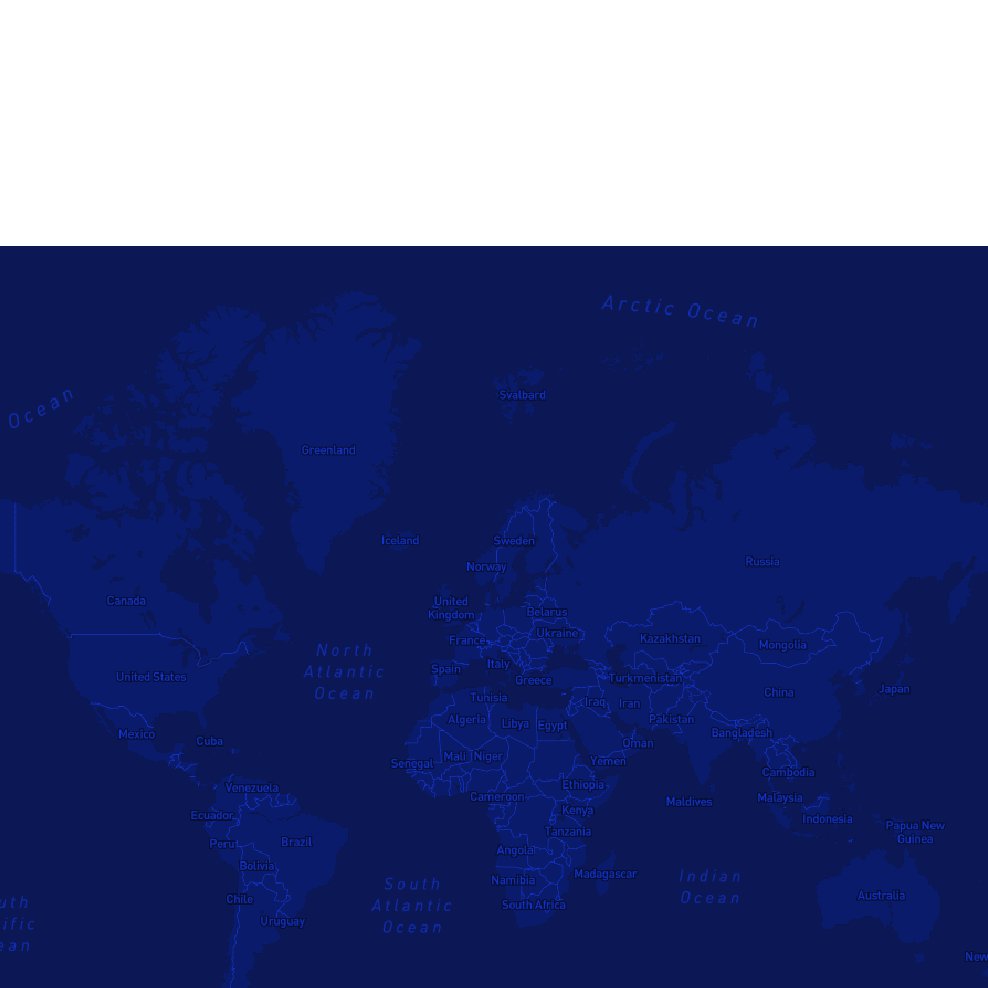 Arctic Ocean
Ocean
Svalbard
Greenland
Iceland
Sweden
Norway
Russia
Canada
United
Kingdom
Belarus
Ukraine
France
Kazakhstan
Mongolia
North
Atlantic
Ocean
Italy
Spain
Greece
United States
Turkmenistan
China
Japan
Tunisia
Iraq
Iran
Algeria
Libya
Egypt
Pakistan
Bangladesh
Mexico
Cuba
Oman
Mali
Niger
Senegal
Yemen
Cambodia
Venezuela
Ethiopia
Cameroon
Maldives
Malaysia
Ecuador
Kenya
Indonesia
Papua New
Guinea
Tanzania
Peru
Brazil
Angola
Bolivia
Madagascar
Namibia
Indian
Ocean
South
Atlantic
Ocean
Chile
South Africa
Australia
uth
ific
ean
Uruguay
New